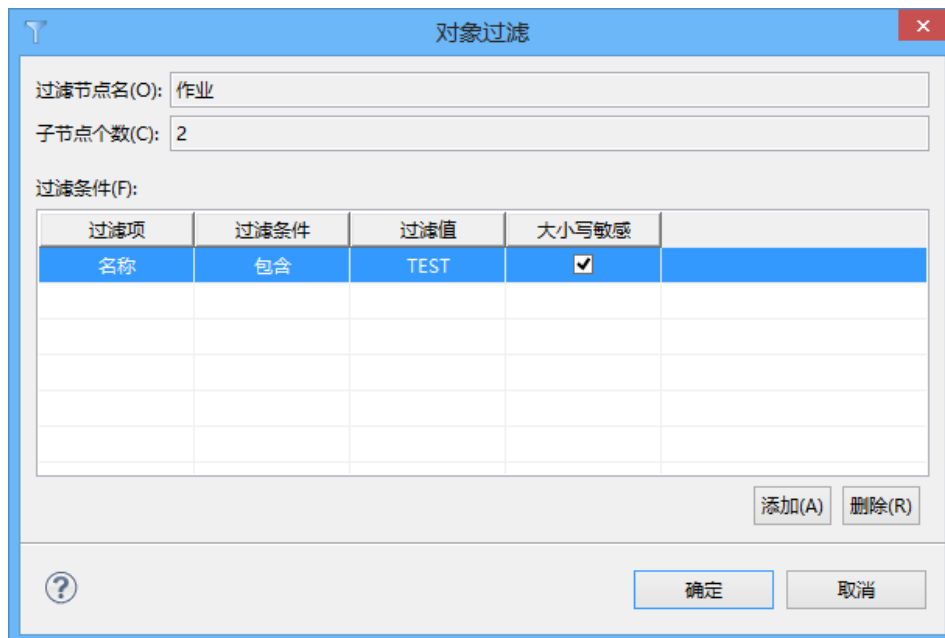 对象过滤
过滤节点名(O): 作业
子节点个数(C): 2
过滤条件(F):
过滤项 过滤条件 过滤值 大小写敏感
名称 包含 TEST
添加(A) 删除(R)
确定 取消